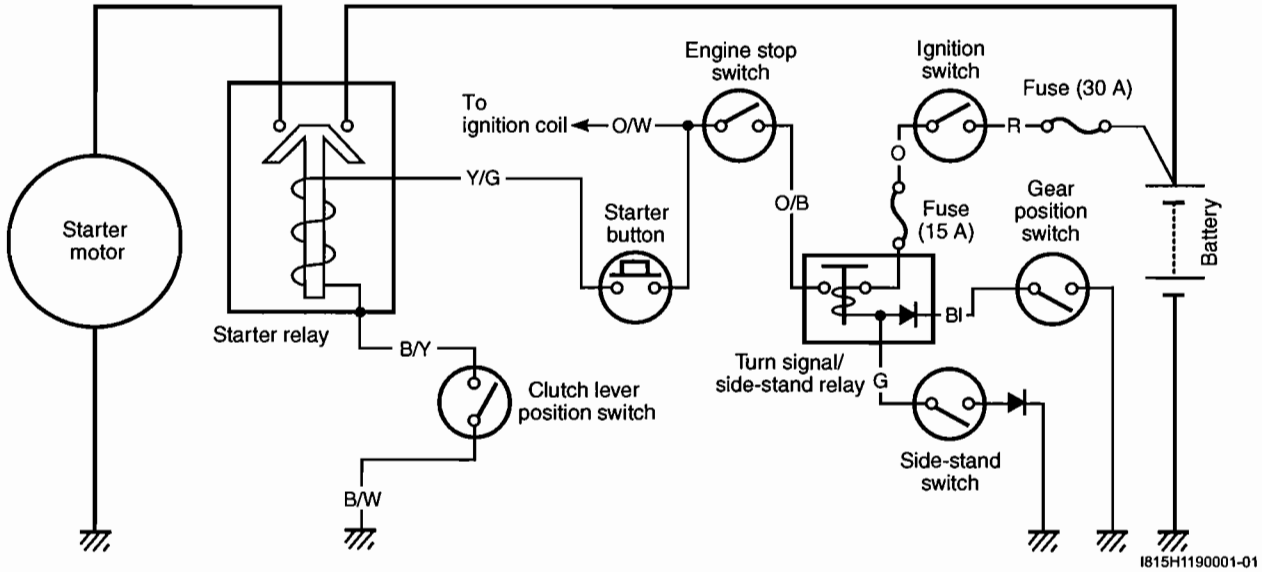 Engine stop
switch
Ignition
switch
Fuse (30 A)
To
ignition coil
O/W
R
O
Y/G
Starter
button
O/B
Fuse
(15 A)
Gear
position
switch
Battery
Starter
motor
Starter relay
B/Y
Clutch lever
position switch
Turn signal/
side-stand relay
G
Bl
Side-stand
switch
B/W
I815H1190001-01